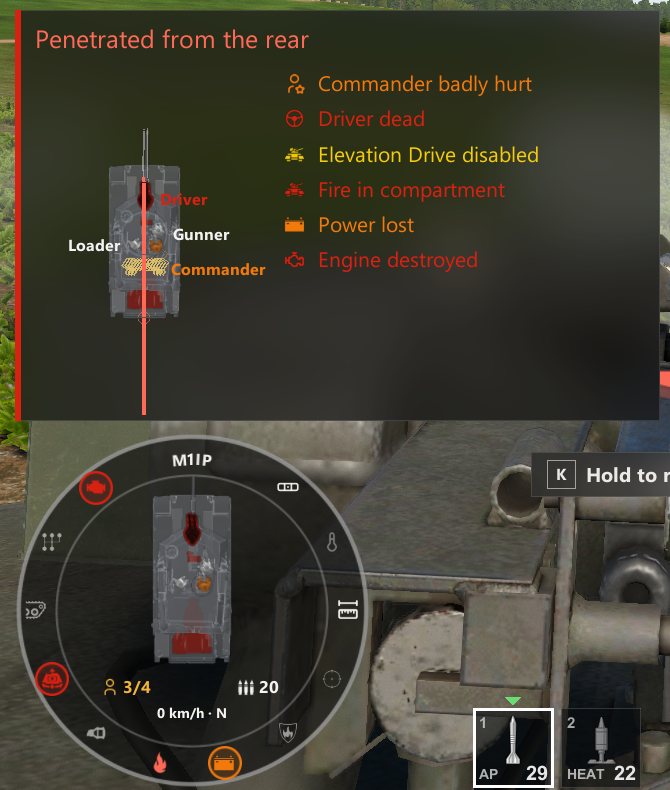 Penetrated from the rear
Commander badly hurt
Driver dead
Elevation Drive disabled
Fire in compartment
Power lost
Engine destroyed
Driver
Gunner
Loader
Commander
M1IP
K Hold to r
3/4
20
0 km/h · N
1
AP 29
2
HEAT 22